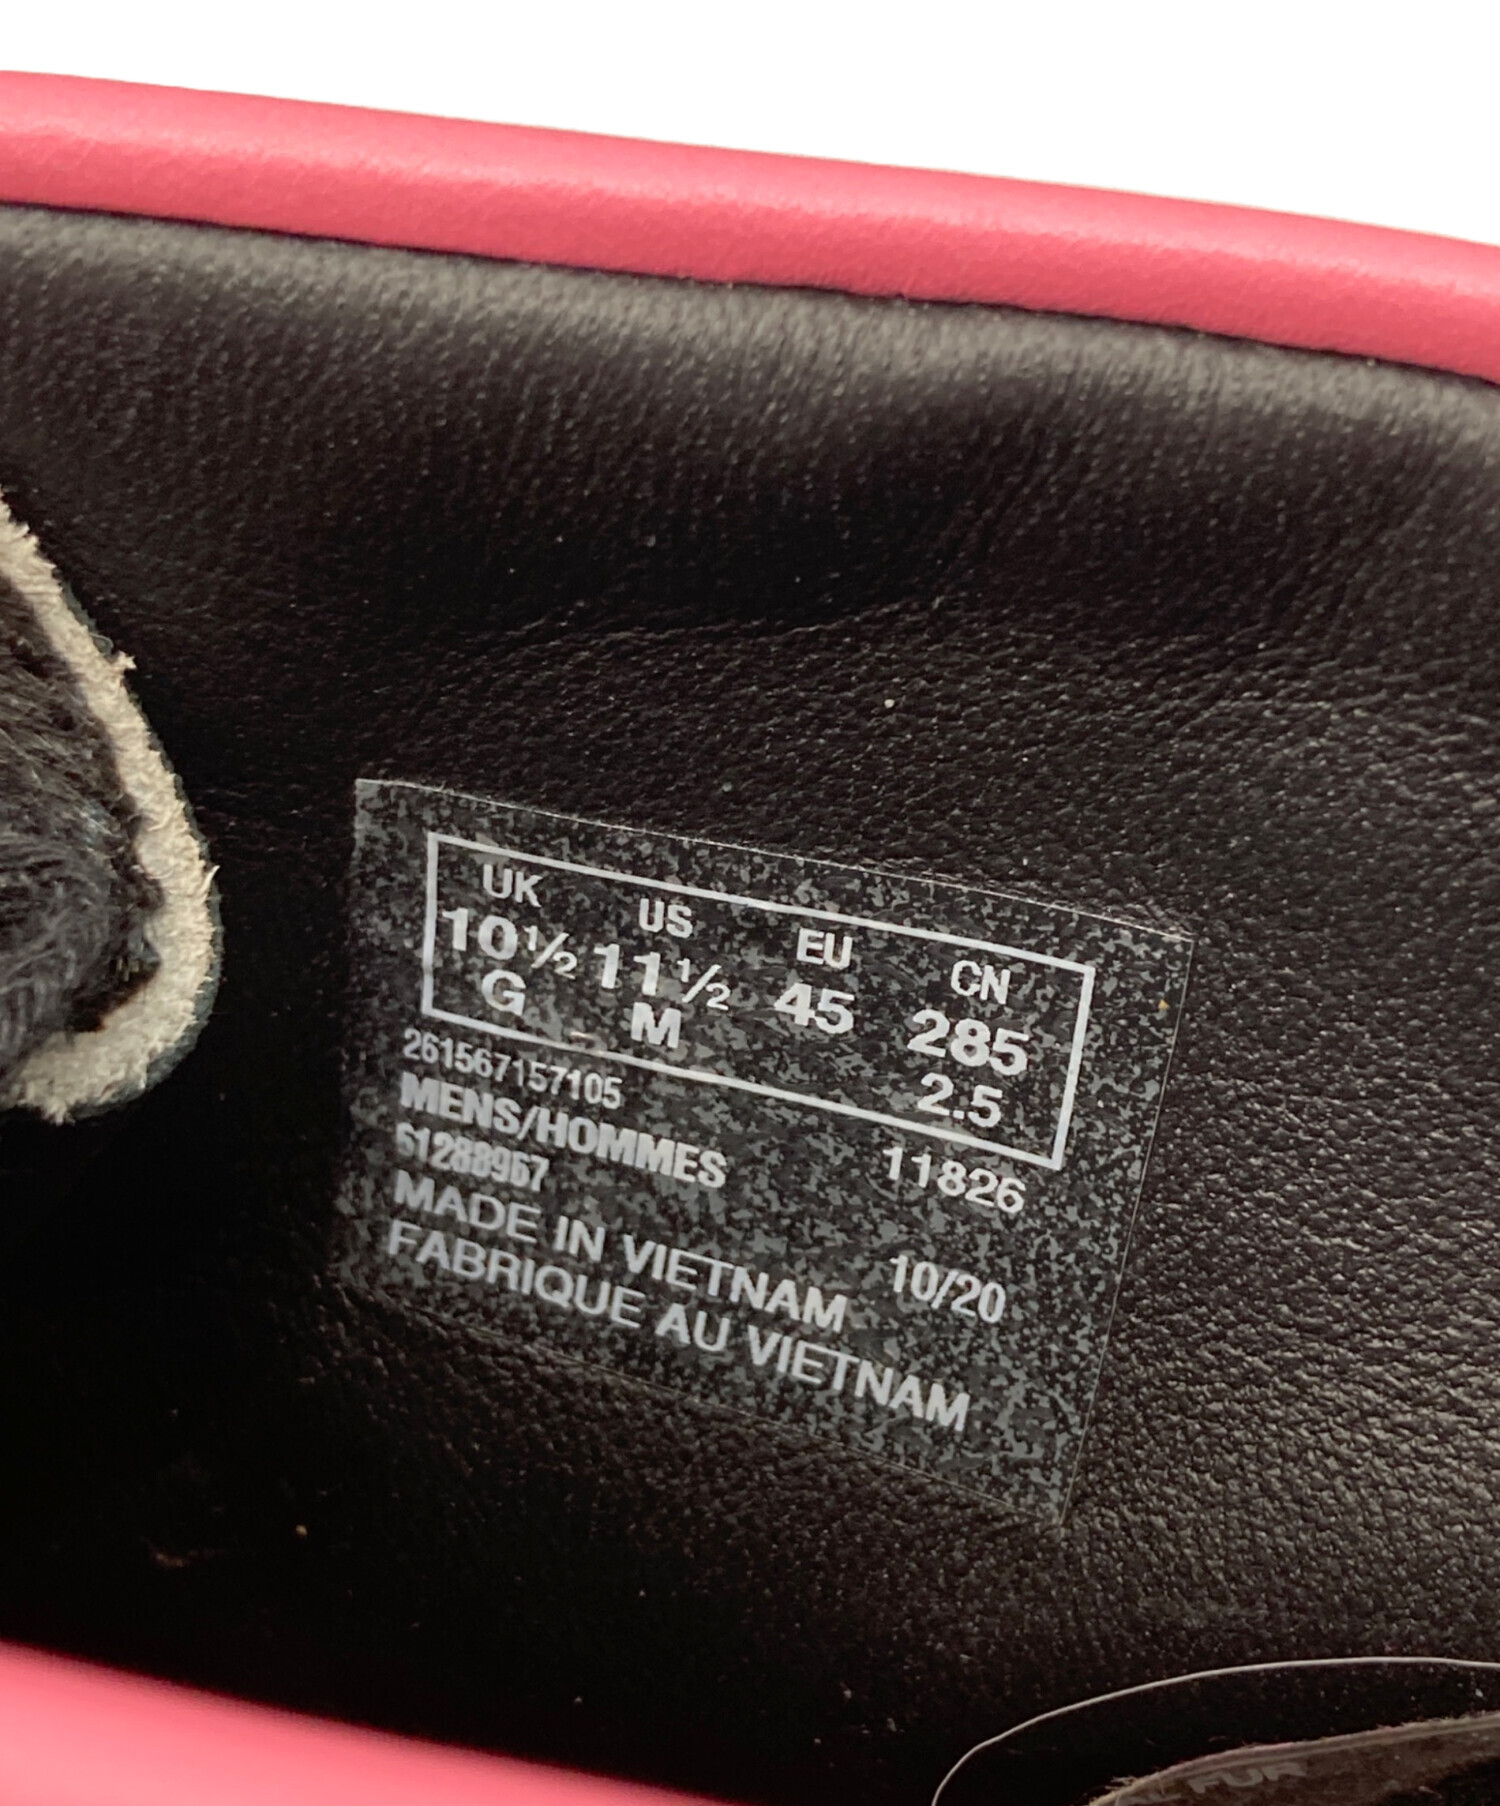 UK US EU CN
10½ 11½ 45 285
G M 2.5
261567157105
MENS/HOMMES 11826
61288967
MADE IN VIETNAM 10/20
FABRIQUE AU VIETNAM
FUR